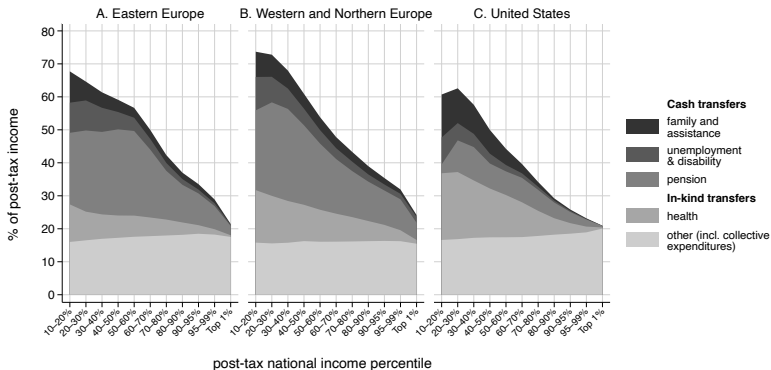 A. Eastern Europe
B. Western and Northern Europe
C. United States
% of post-tax income
80
70
60
50
40
30
20
10
0
10–20%
20–30%
30–40%
40–50%
50–60%
60–70%
70–80%
80–90%
90–95%
95–99%
Top 1%
10–20%
20–30%
30–40%
40–50%
50–60%
60–70%
70–80%
80–90%
90–95%
95–99%
Top 1%
10–20%
20–30%
30–40%
40–50%
50–60%
60–70%
70–80%
80–90%
90–95%
95–99%
Top 1%
post-tax national income percentile
Cash transfers
family and
assistance
unemployment
& disability
pension
In-kind transfers
health
other (incl. collective
expenditures)